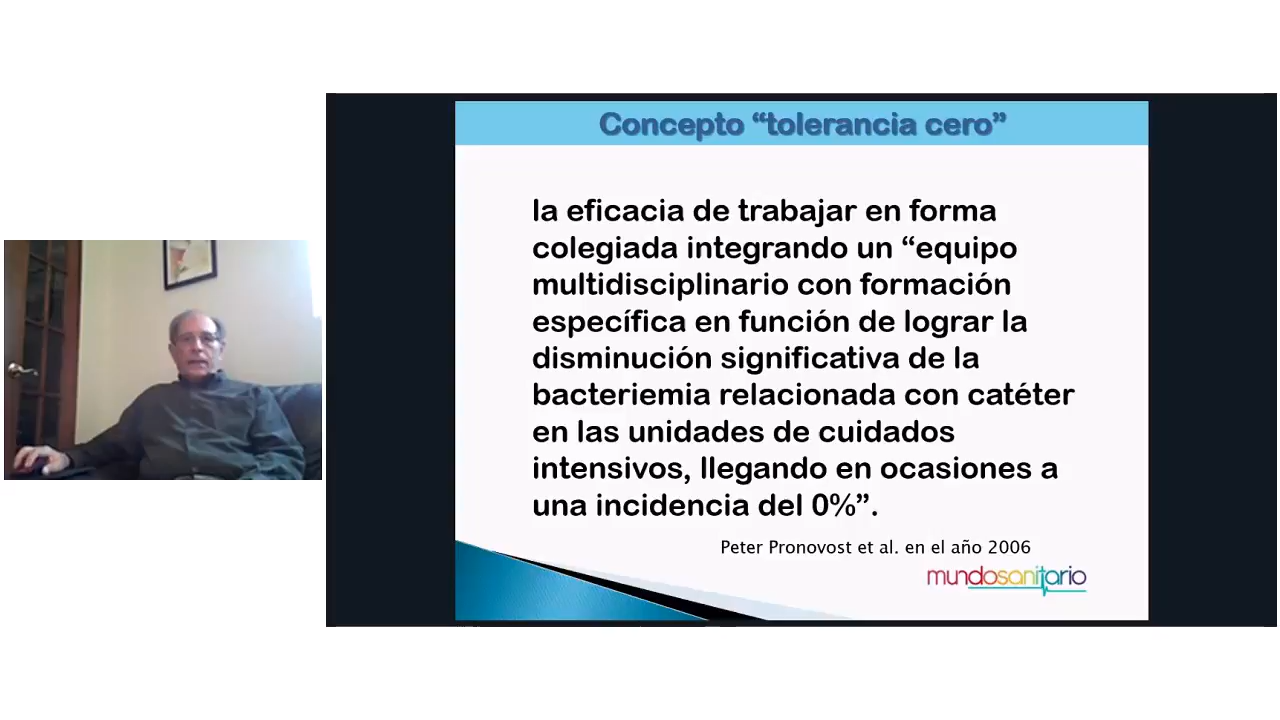 Concepto “tolerancia cero”
la eficacia de trabajar en forma
colegiada integrando un “equipo
multidisciplinario con formación
específica en función de lograr la
disminución significativa de la
bacteriemia relacionada con catéter
en las unidades de cuidados
intensivos, llegando en ocasiones a
una incidencia del 0%”.
Peter Pronovost et al. en el año 2006
mundosanitario